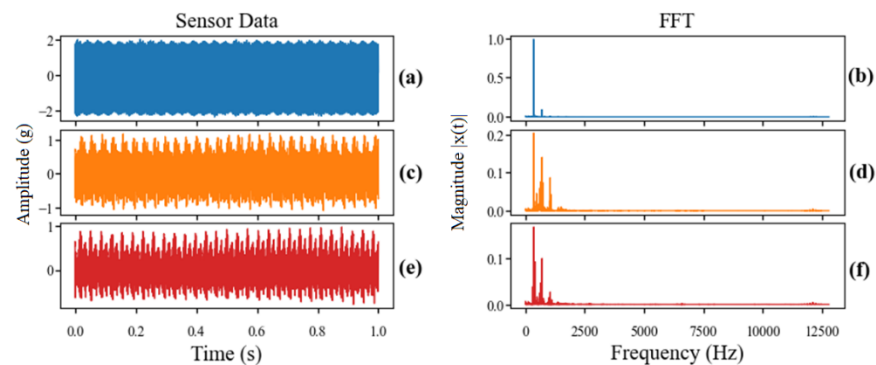 Sensor Data
FFT
2
0
−2
(a)
1.0
0.5
0.0
(b)
Amplitude (g)
1
0
−1
(c)
Magnitude |x(t)|
0.2
0.1
0.0
(d)
1
0
(e)
0.1
0.0
(f)
0.0 0.2 0.4 0.6 0.8 1.0
0 2500 5000 7500 10000 12500
Time (s)
Frequency (Hz)